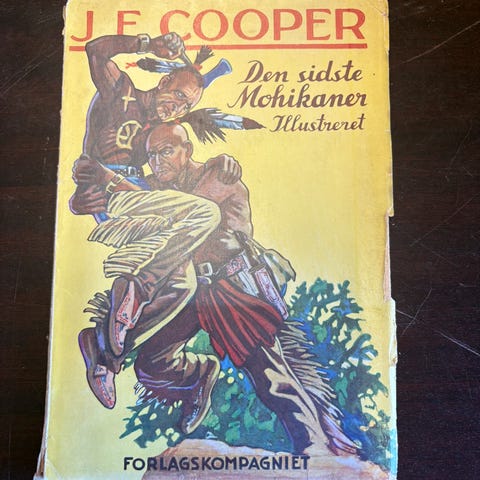 J F COOPER
Den sidste
Mohikaner
Illustreret
FORLAGSKOMPAGNIET